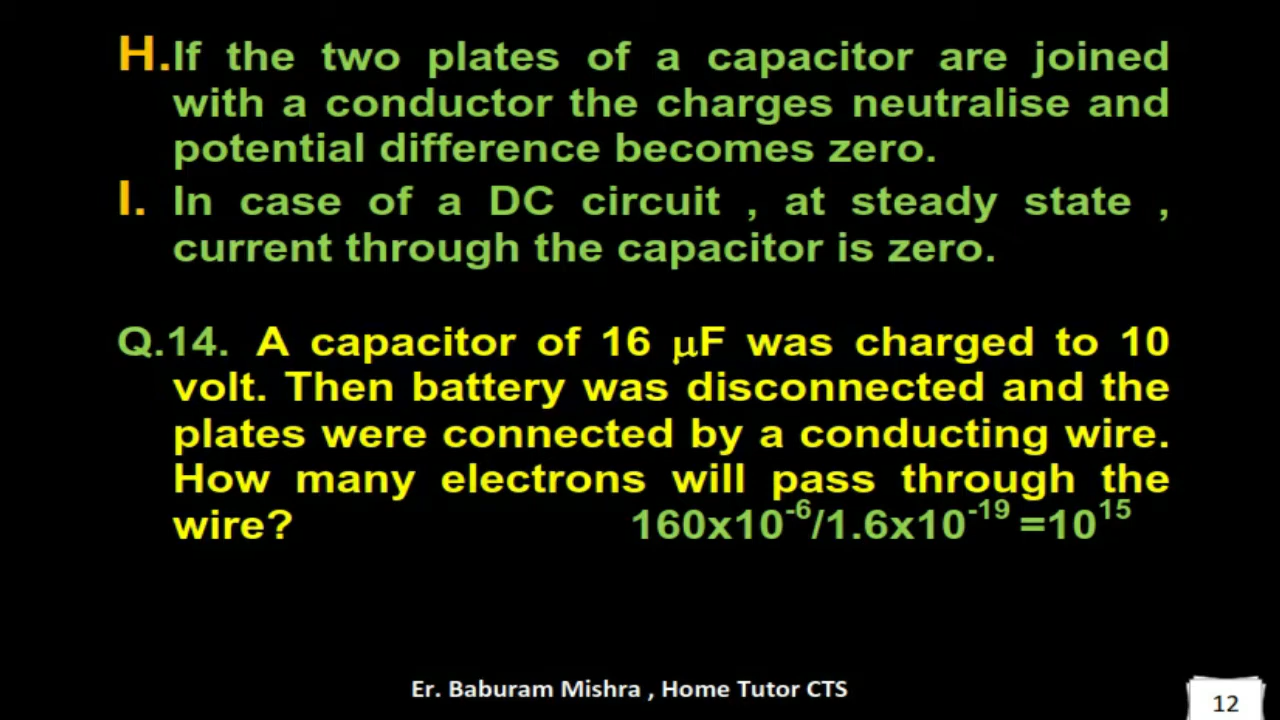 H.If the two plates of a capacitor are joined
with a conductor the charges neutralise and
potential difference becomes zero.
I. In case of a DC circuit , at steady state ,
current through the capacitor is zero.
Q.14. A capacitor of 16 μF was charged to 10
volt. Then battery was disconnected and the
plates were connected by a conducting wire.
How many electrons will pass through the
wire? 160x10⁻⁶/1.6x10⁻¹⁹ =10¹⁵
Er. Baburam Mishra , Home Tutor CTS
12